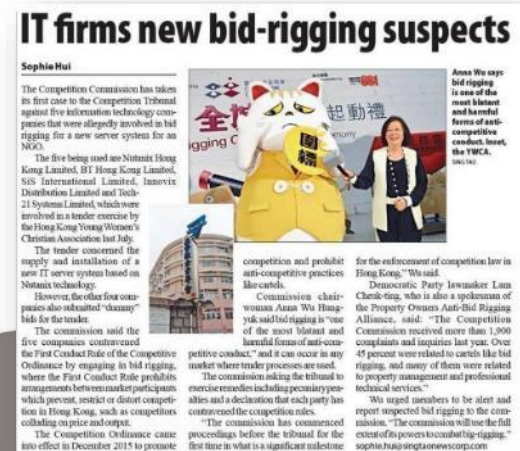 IT firms new bid-rigging suspects
Sophie Hui
The Competition Commission has taken
its first case to the Competition Tribunal
against five information technology com-
panies that were allegedly involved in bid
rigging for a new server system for an
NGO.
The five being sued are Nutanix Hong
Kong Limited, BT Hong Kong Limited,
SiS International Limited, Innovix
Distribution Limited and Tech-
21 Systems Limited, which were
involved in a tender exercise by
the Hong Kong Young Women's
Christian Association last July.
The tender concerned the
supply and installation of a
new IT server system based on
Nutanix technology.
However, the other four com-
panies also submitted "dummy"
bids for the tender.
The commission said the
five companies contravened
the First Conduct Rule of the Competitive
Ordinance by engaging in bid rigging,
where the First Conduct Rule prohibits
arrangements between market participants
which prevent, restrict or distort competi-
tion in Hong Kong, such as competitors
colluding on price and output.
The Competition Ordinance came
into effect in December 2015 to promote
全
起動禮
圍標
gging C
emony
Anna Wu says
bid rigging
is one of the
most blatant
and harmful
forms of anti-
competitive
conduct. Inset,
the YWCA.
SING TAO
competition and prohibit
anti-competitive practices
like cartels.
Commission chair-
woman Anna Wu Hung-
yuk said bid rigging is "one
of the most blatant and
harmful forms of anti-com-
petitive conduct," and it can occur in any
market where tender processes are used.
The commission asking the tribunal to
exercise remedies including pecuniary pen-
alties and a declaration that each party has
contravened the competition rules.
"The commission has commenced
proceedings before the tribunal for the
first time in what is a significant milestone
for the enforcement of competition law in
Hong Kong," Wu said.
Democratic Party lawmaker Lam
Cheuk-ting, who is also a spokesman of
the Property Owners Anti-Bid Rigging
Alliance, said: "The Competition
Commission received more than 1,900
complaints and inquiries last year. Over
45 percent were related to cartels like bid
rigging, and many of them were related
to property management and professional
technical services."
Wu urged members to be alert and
report suspected bid rigging to the com-
mission. "The commission will use the full
extent of its powers to combat big-rigging."
sophie.hui@singtaonewscorp.com